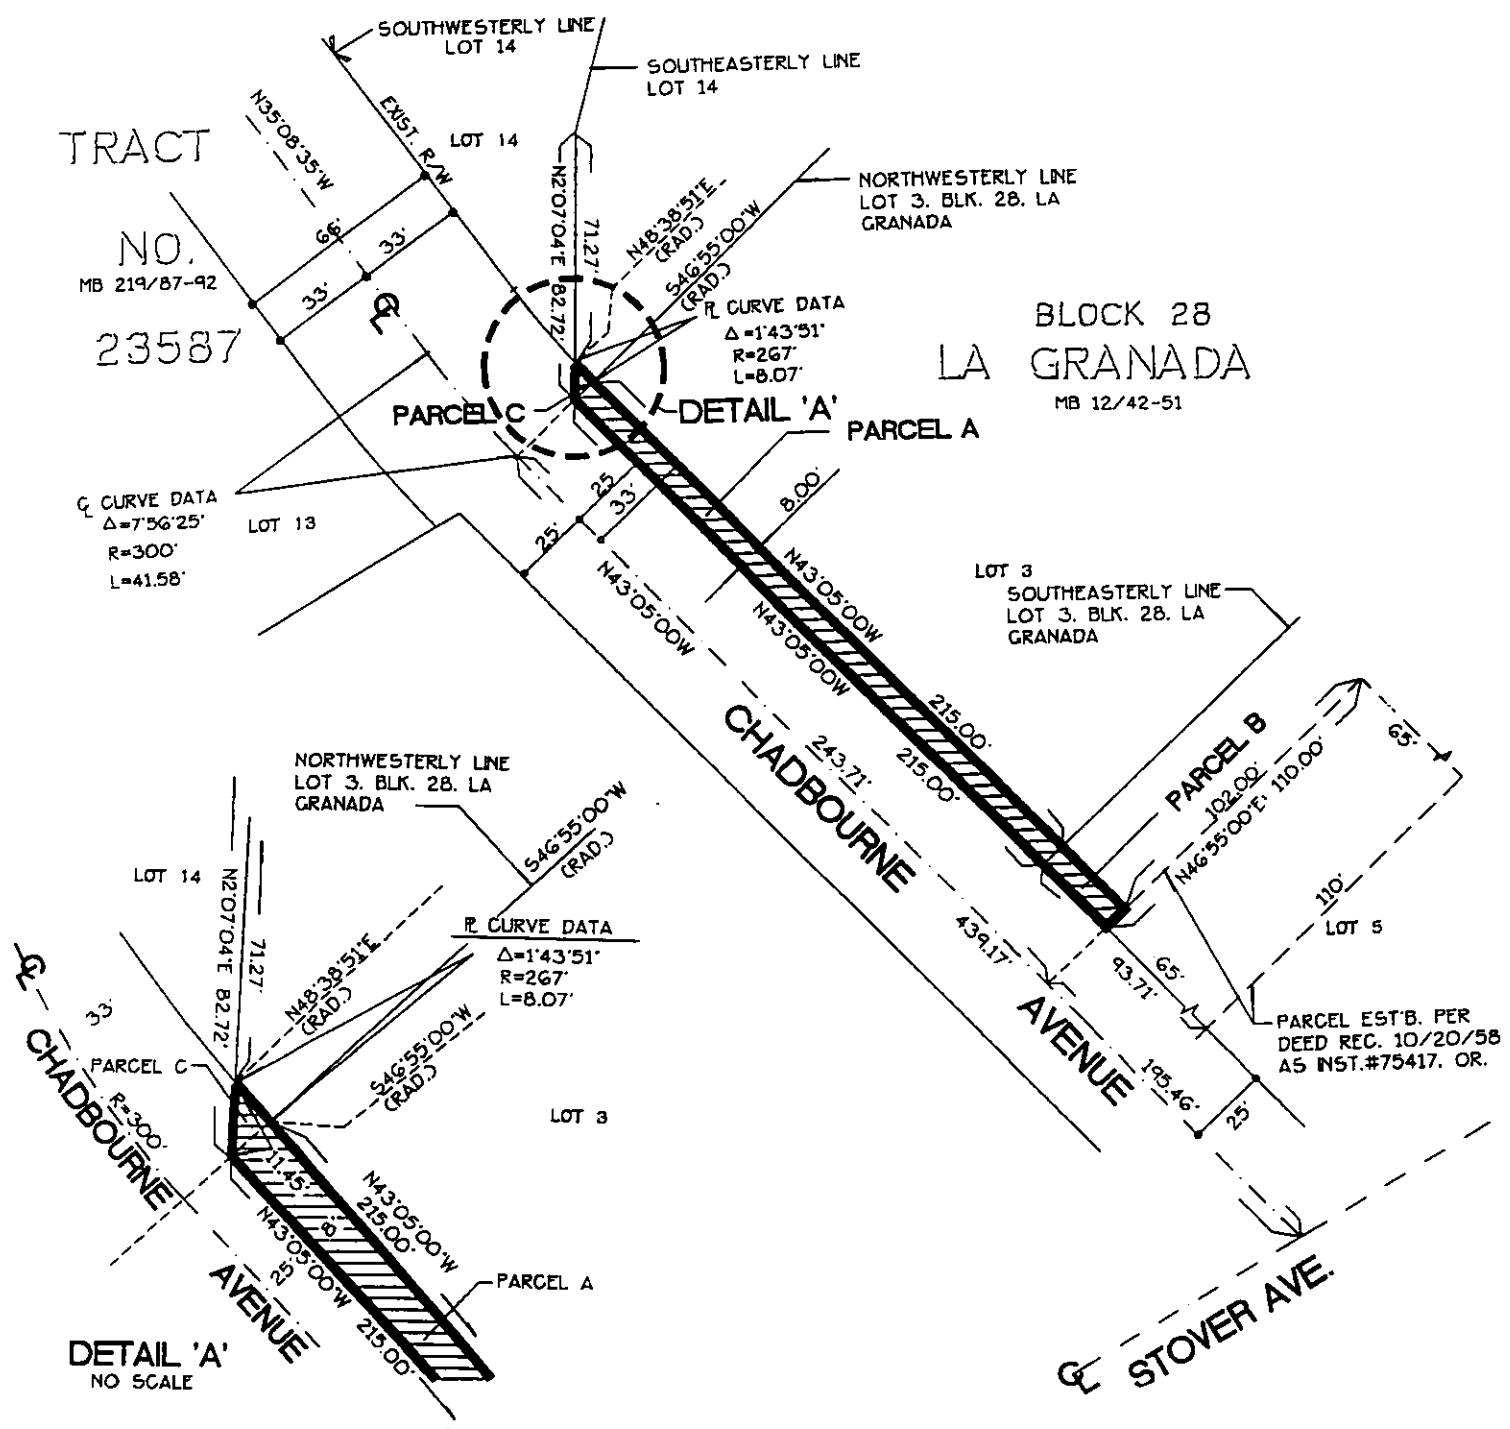 SOUTHWESTERLY LINE
LOT 14
SOUTHEASTERLY LINE
LOT 14
N35°08'35"W
EXIST. R/W
LOT 14
TRACT
NO.
MB 219/87-92
23587
66'
33'
33'
℄
N2°07'04"E 82.72'
71.27'
N48°38'51"E
(RAD.)
S46°55'00"W
(RAD.)
NORTHWESTERLY LINE
LOT 3. BLK. 28. LA
GRANADA
BLOCK 28
LA GRANADA
MB 12/42-51
PL CURVE DATA
Δ=1°43'51"
R=267'
L=8.07'
PARCEL C
DETAIL 'A'
PARCEL A
℄ CURVE DATA
Δ=7°56'25"
R=300'
L=41.58'
LOT 13
25'
33'
25'
8.00'
N43°05'00W
N43°05'00W
N43°05'00W
LOT 3
SOUTHEASTERLY LINE
LOT 3. BLK. 28. LA
GRANADA
215.00'
215.00'
243.71'
CHADBOURNE
AVENUE
439.17'
PARCEL B
102.00'
N46°55'00"E' 110.00'
65'
110'
LOT 5
65'
93.71'
195.46'
25'
PARCEL EST'B. PER
DEED REC. 10/20/58
AS INST.#75417. OR.
℄ STOVER AVE.
NORTHWESTERLY LINE
LOT 3. BLK. 28. LA
GRANADA
S46°55'00"W
(RAD.)
LOT 14
N2°07'04"E 82.72'
71.27'
N48°38'51"E
(RAD.)
PL CURVE DATA
Δ=1°43'51"
R=267'
L=8.07'
S46°55'00"W
(RAD.)
℄
33'
CHADBOURNE
AVENUE
PARCEL C
R=300'
LOT 3
11.45'
8'
N43°05'00"W
215.00'
N43°05'00"W
215.00'
25'
PARCEL A
DETAIL 'A'
NO SCALE